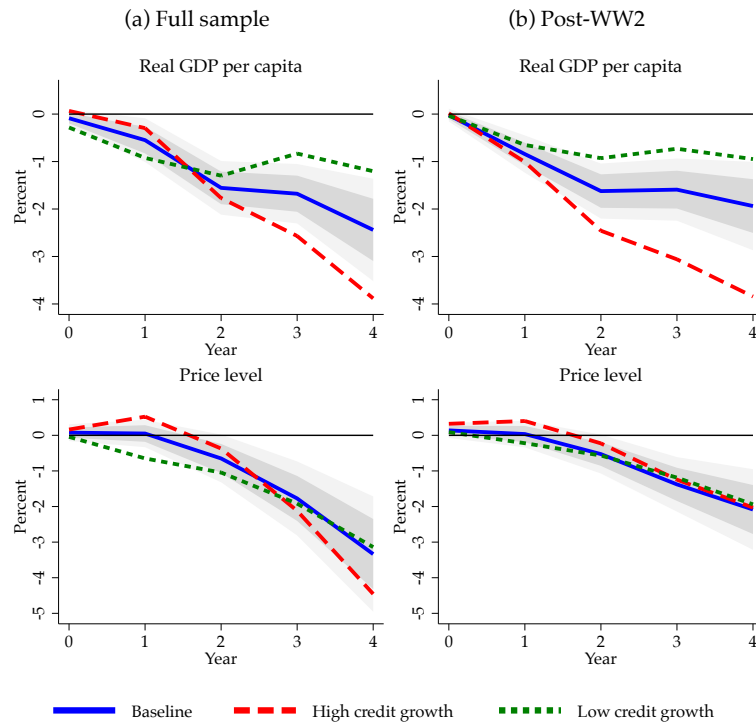 (a) Full sample
(b) Post-WW2
Real GDP per capita
Percent
0
-1
-2
-3
-4
0 1 2 3 4
Year
Real GDP per capita
Percent
0
-1
-2
-3
-4
0 1 2 3 4
Year
Price level
Percent
1
0
-1
-2
-3
-4
-5
0 1 2 3 4
Year
Price level
Percent
1
0
-1
-2
-3
-4
-5
0 1 2 3 4
Year
Baseline High credit growth Low credit growth